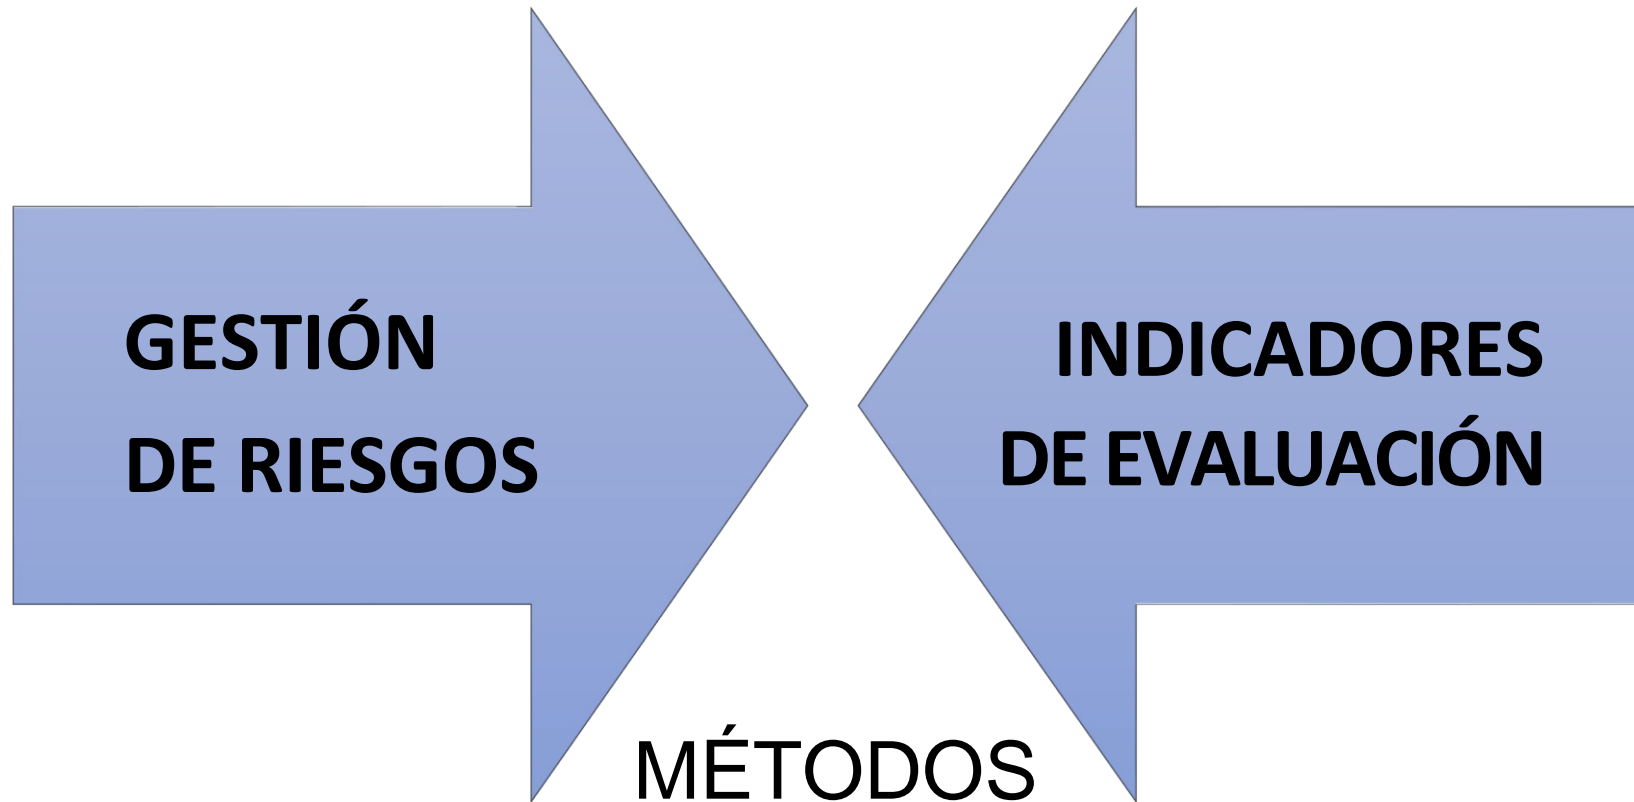 GESTIÓN
DE RIESGOS
INDICADORES
DE EVALUACIÓN
MÉTODOS